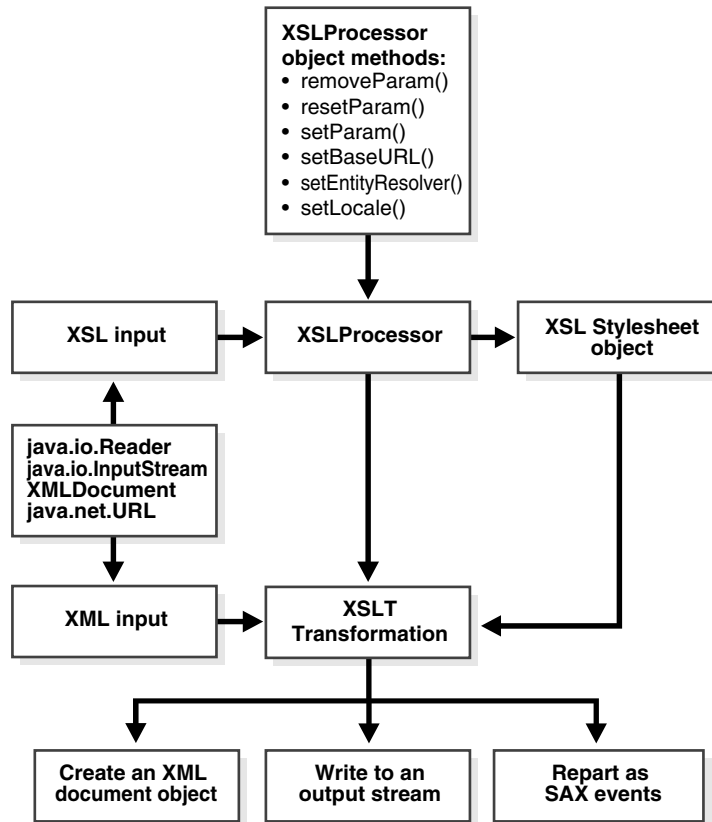 XSLProcessor
object methods:
• removeParam()
• resetParam()
• setParam()
• setBaseURL()
• setEntityResolver()
• setLocale()
XSL input
XSLProcessor
XSL Stylesheet
object
java.io.Reader
java.io.InputStream
XMLDocument
java.net.URL
XML input
XSLT
Transformation
Create an XML
document object
Write to an
output stream
Repart as
SAX events